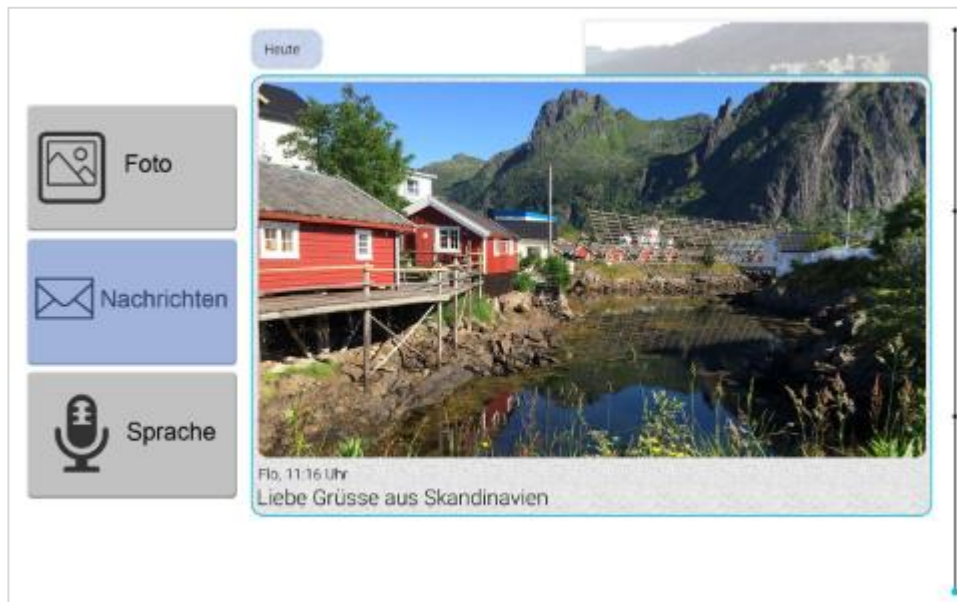 Heute
Foto
Nachrichten
Sprache
Flo, 11:16 Uhr
Liebe Grüsse aus Skandinavien